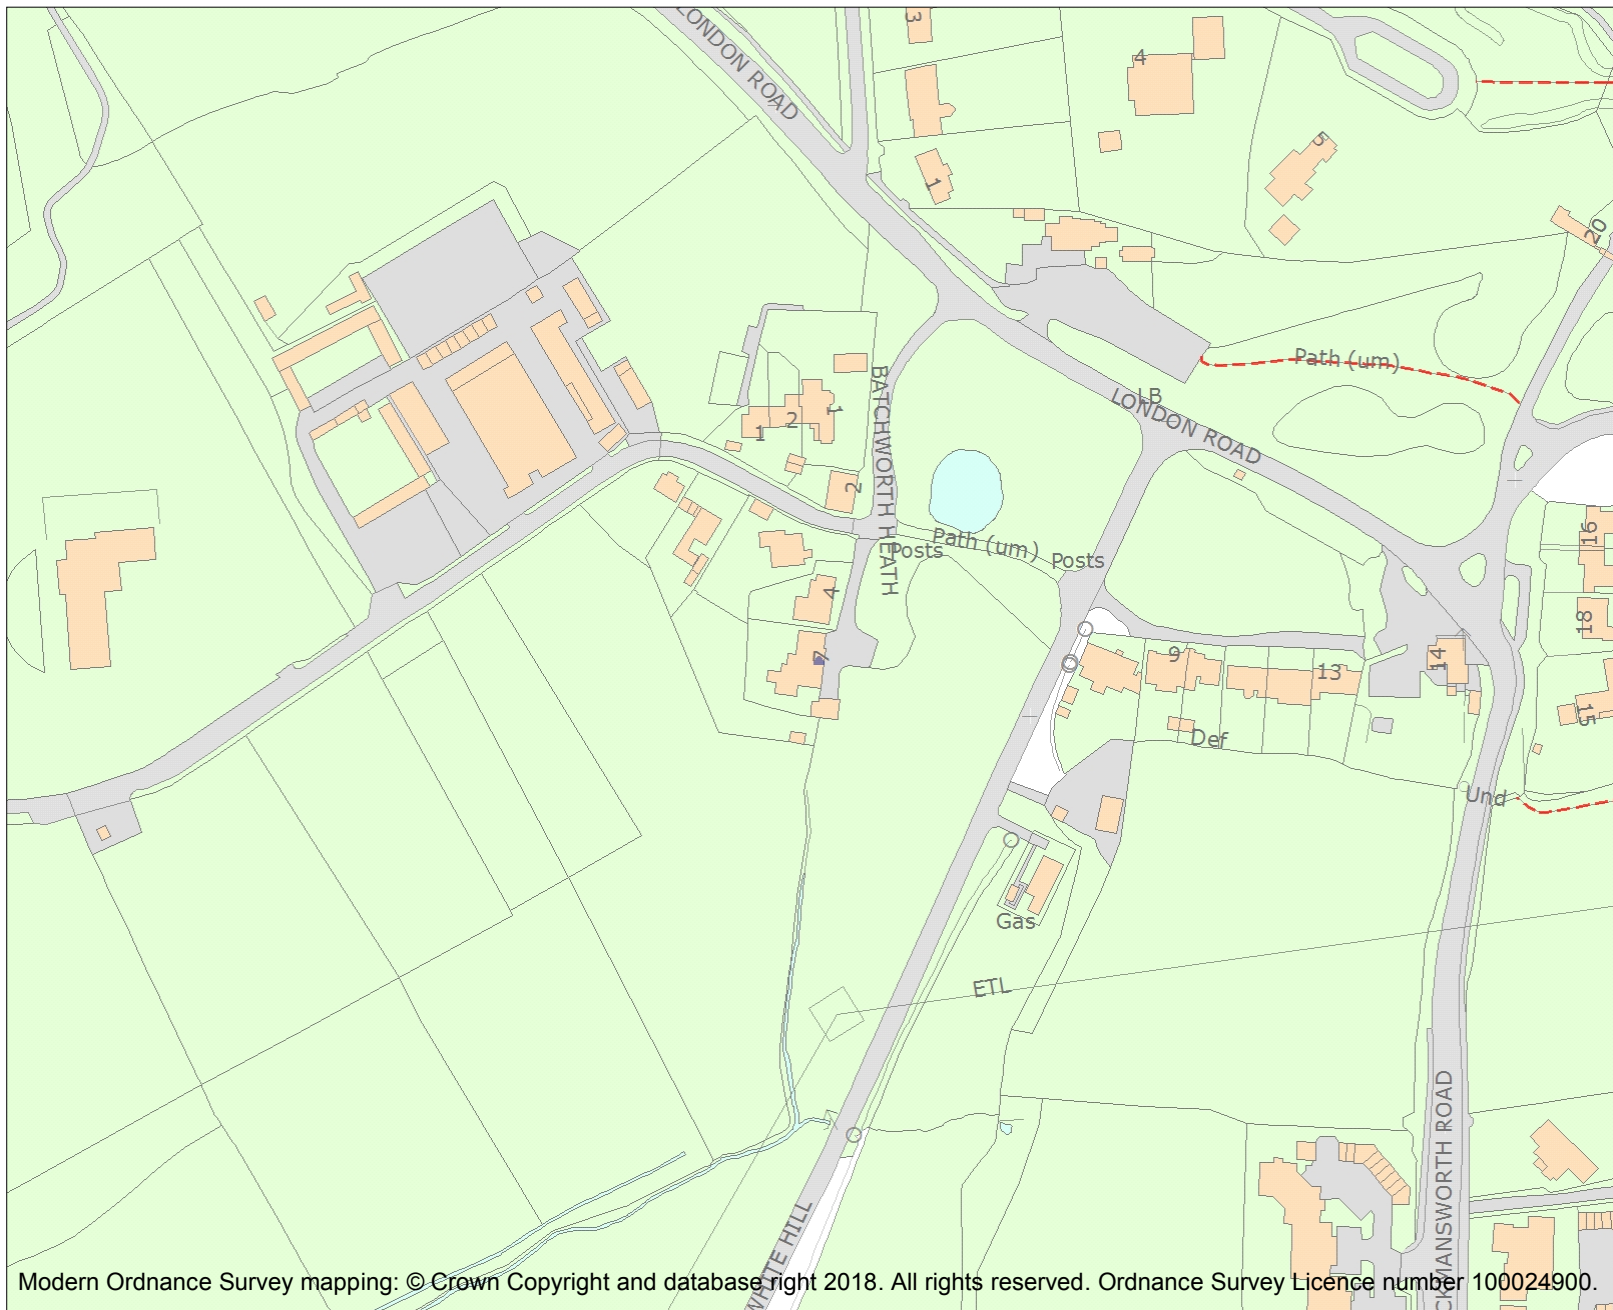 LONDON ROAD
3
4
5
1
20
Path (um)
LB
LONDON ROAD
BATCHWORTH HEATH
1
2
1
2
Path (um)
Posts
Posts
16
4
18
7
9
13
14
15
Def
Und
Gas
ETL
WHITE HILL
CKMANSWORTH ROAD
Modern Ordnance Survey mapping: © Crown Copyright and database right 2018. All rights reserved. Ordnance Survey Licence number 100024900.